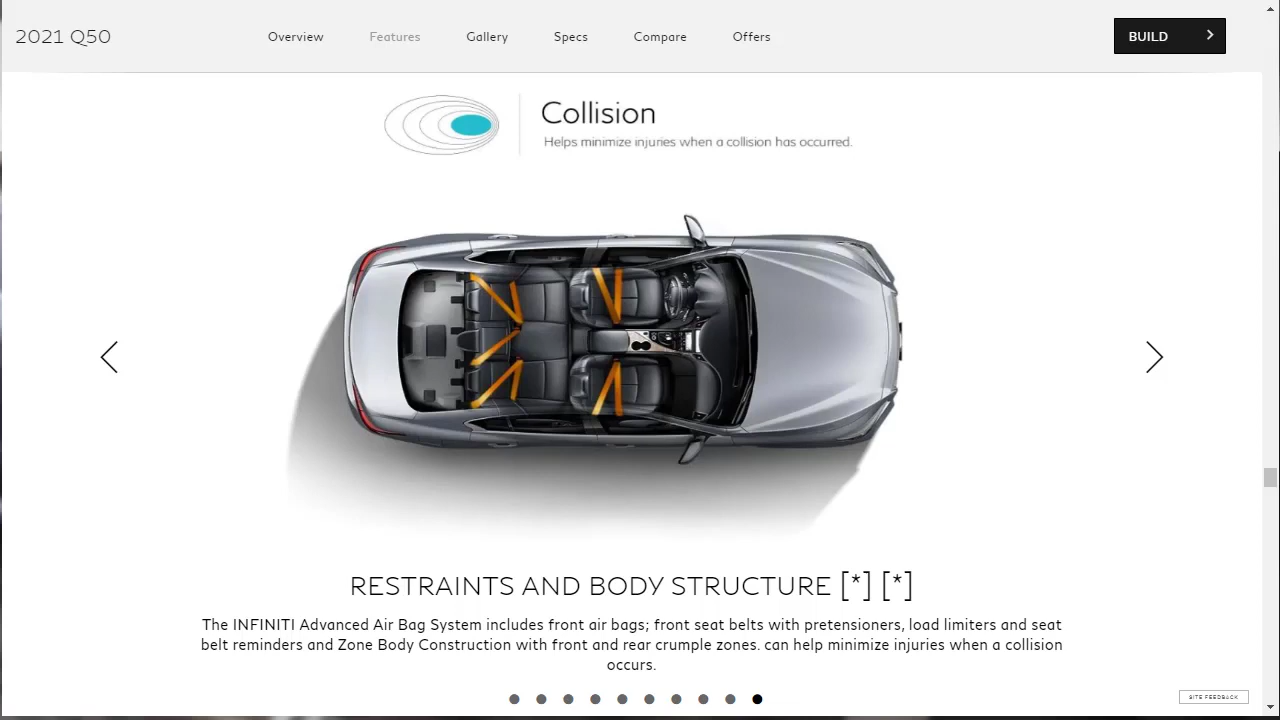 2021 Q50
Overview
Features
Gallery
Specs
Compare
Offers
BUILD
Collision
Helps minimize injuries when a collision has occurred.
RESTRAINTS AND BODY STRUCTURE [*] [*]
The INFINITI Advanced Air Bag System includes front air bags; front seat belts with pretensioners, load limiters and seat
belt reminders and Zone Body Construction with front and rear crumple zones. can help minimize injuries when a collision
occurs.
SITE FEEDBACK